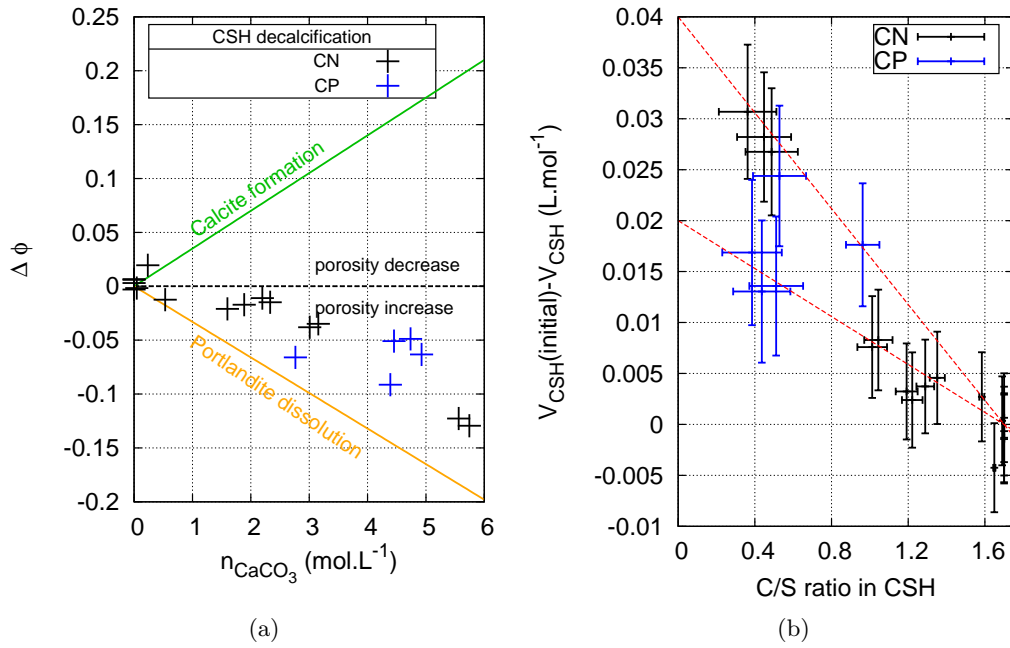 CSH decalcification
CN
CP
0.25
0.2
0.15
0.1
0.05
0
-0.05
-0.1
-0.15
-0.2
Δ ϕ
Calcite formation
porosity decrease
porosity increase
Portlandite dissolution
0 1 2 3 4 5 6
nCaCO3 (mol.L-1)
(a)
CN
CP
0.04
0.035
0.03
0.025
0.02
0.015
0.01
0.005
0
-0.005
-0.01
VCSH(initial)-VCSH (L.mol-1)
0 0.4 0.8 1.2 1.6
C/S ratio in CSH
(b)